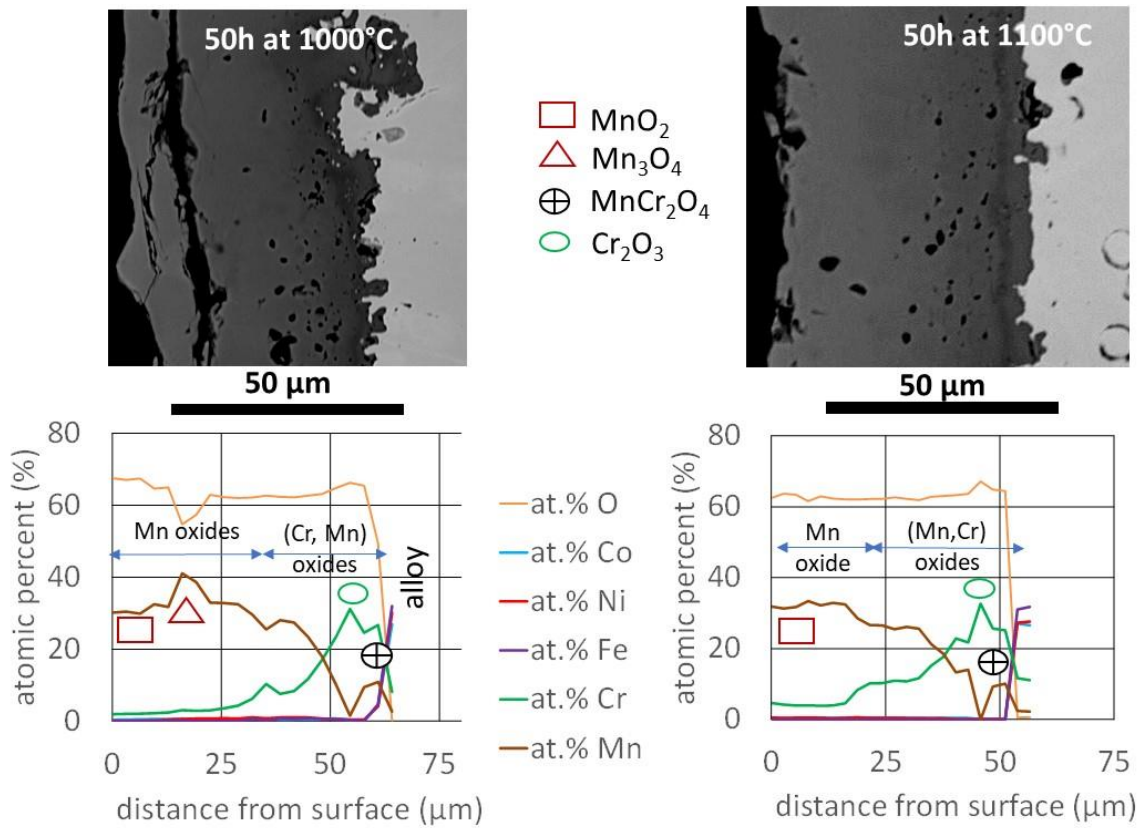 50h at 1000°C
50h at 1100°C
MnO₂
Mn₃O₄
MnCr₂O₄
Cr₂O₃
50 µm
50 µm
80
60
40
20
0
atomic percent (%)
Mn oxides
(Cr, Mn)
oxides
alloy
0
25
50
75
distance from surface (µm)
at.% O
at.% Co
at.% Ni
at.% Fe
at.% Cr
at.% Mn
80
60
40
20
0
atomic percent (%)
Mn
oxide
(Mn,Cr)
oxides
0
25
50
75
distance from surface (µm)